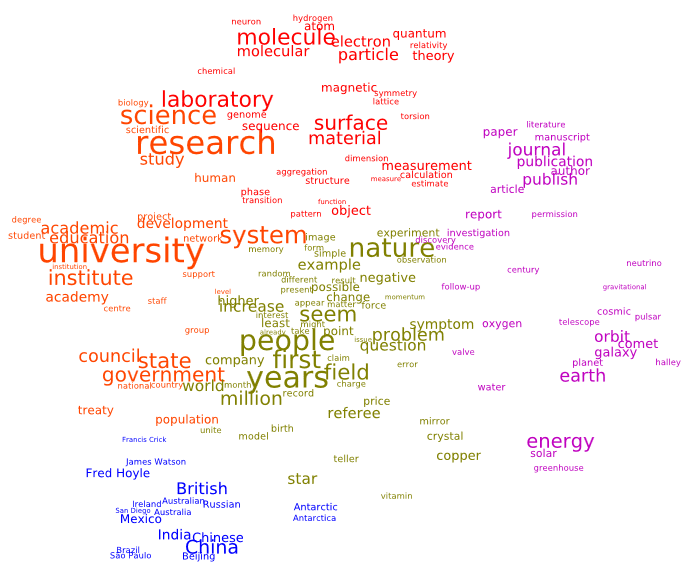 hydrogen
neuron
atom
molecule electron quantum
molecular relativity
particle theory
chemical
magnetic
symmetry
laboratory lattice
biology
science genome torsion
sequence surface
scientific literature
paper
research material manuscript
journal
study dimension publication
measurement
aggregation author
human structure measure calculation publish
estimate
phase article
transition function
pattern object report permission
degree project
academic development
student education network system image experiment investigation
discovery
university memory form nature evidence
simple observation
institution example neutrino
institute support random negative century
different result
present possible follow-up gravitational
academy level
staff higher change momentum
centre increase appear matter force cosmic
interest seem pulsar
group least might point symptom oxygen telescope
already take
people issue problem orbit
question comet
council company first claim valve galaxy
state error planet halley
government years field earth
national country world month charge water
million record
treaty price
population referee
unite birth mirror
Francis Crick model crystal energy
James Watson teller copper solar
Fred Hoyle greenhouse
star
British vitamin
Ireland Australian Russian Antarctic
San Diego Australia
Mexico Antarctica
India Chinese
China
Brazil
São Paulo Beijing